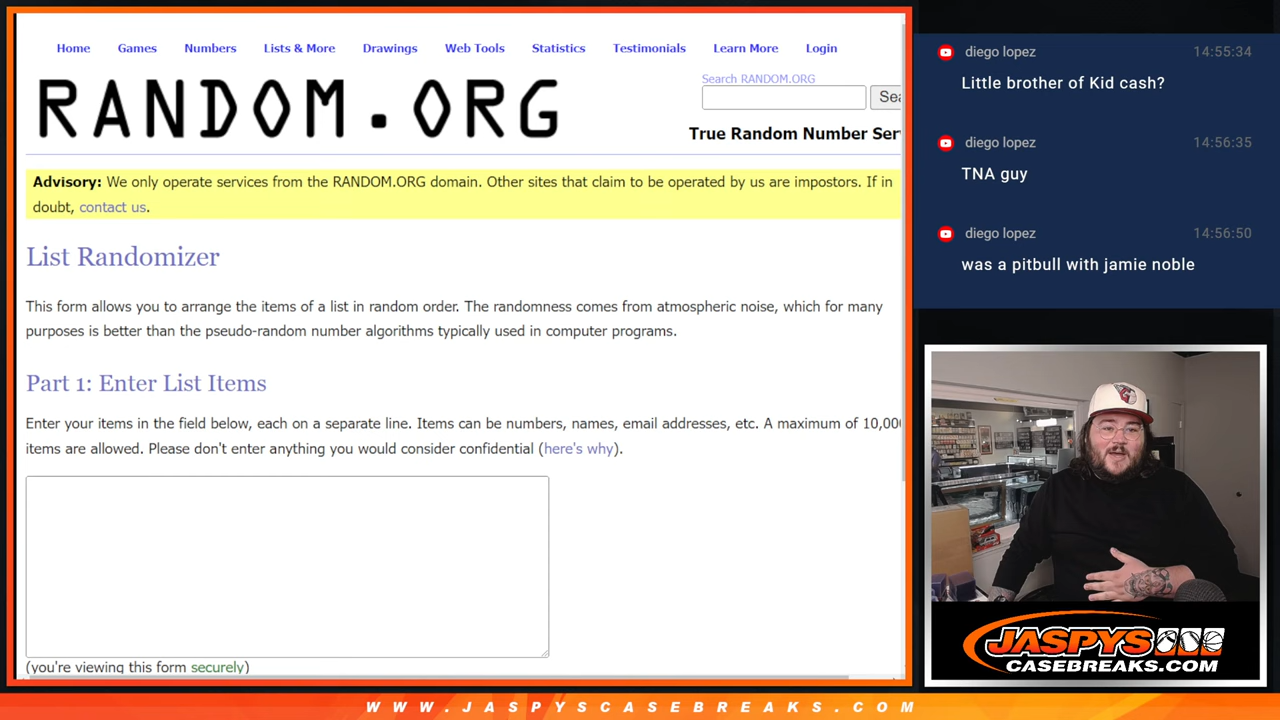 Home Games Numbers Lists & More Drawings Web Tools Statistics Testimonials Learn More Login
RANDOM.ORG
Search RANDOM.ORG
Sea
True Random Number Ser
Advisory: We only operate services from the RANDOM.ORG domain. Other sites that claim to be operated by us are impostors. If in
doubt, contact us.
List Randomizer
This form allows you to arrange the items of a list in random order. The randomness comes from atmospheric noise, which for many
purposes is better than the pseudo-random number algorithms typically used in computer programs.
Part 1: Enter List Items
Enter your items in the field below, each on a separate line. Items can be numbers, names, email addresses, etc. A maximum of 10,000
items are allowed. Please don't enter anything you would consider confidential (here's why).
(you're viewing this form securely)
diego lopez 14:55:34
Little brother of Kid cash?
diego lopez 14:56:35
TNA guy
diego lopez 14:56:50
was a pitbull with jamie noble
JASPYS
CASEBREAKS.COM
WWW.JASPYSCASEBREAKS.COM